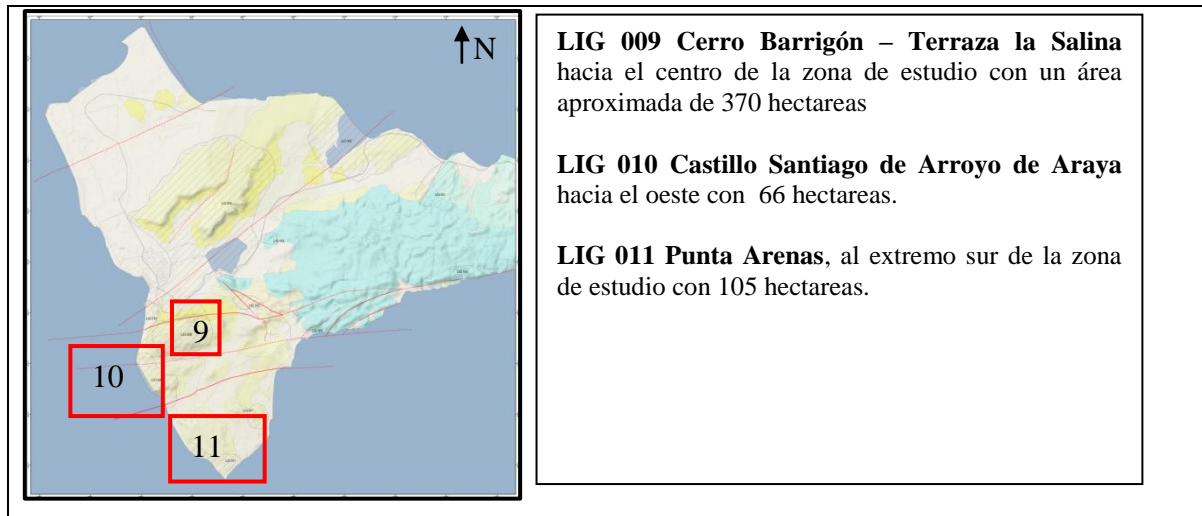 N
9
10
11
LIG 009 Cerro Barrigón – Terraza la Salina
hacia el centro de la zona de estudio con un área
aproximada de 370 hectareas
LIG 010 Castillo Santiago de Arroyo de Araya
hacia el oeste con 66 hectareas.
LIG 011 Punta Arenas, al extremo sur de la zona
de estudio con 105 hectareas.